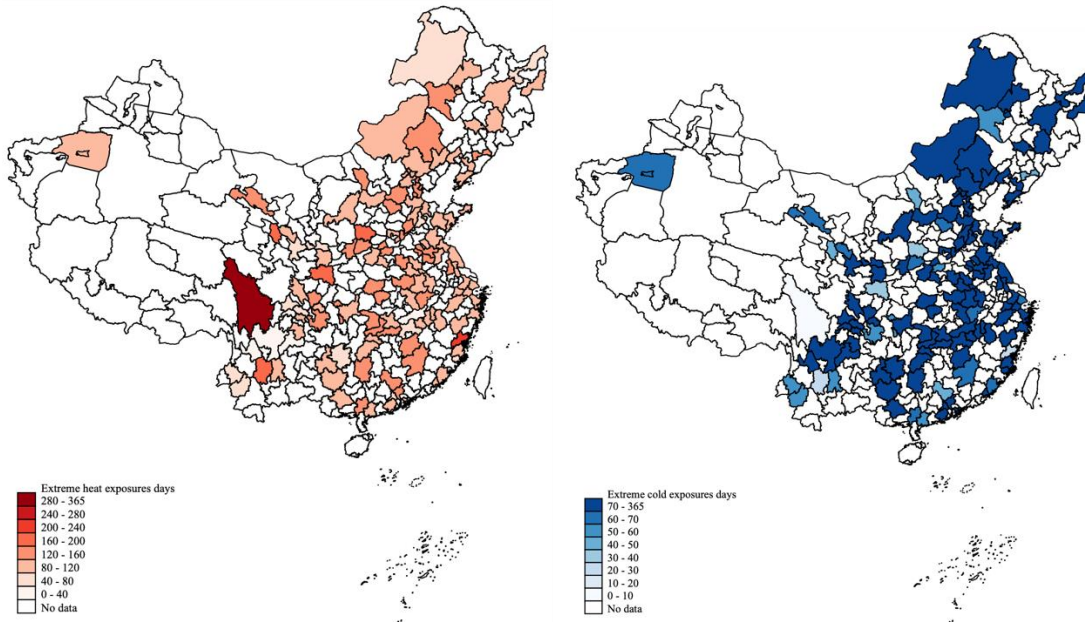 Extreme heat exposures days
280 - 365
240 - 280
200 - 240
160 - 200
120 - 160
80 - 120
40 - 80
0 - 40
No data
Extreme cold exposures days
70 - 365
60 - 70
50 - 60
40 - 50
30 - 40
20 - 30
10 - 20
0 - 10
No data